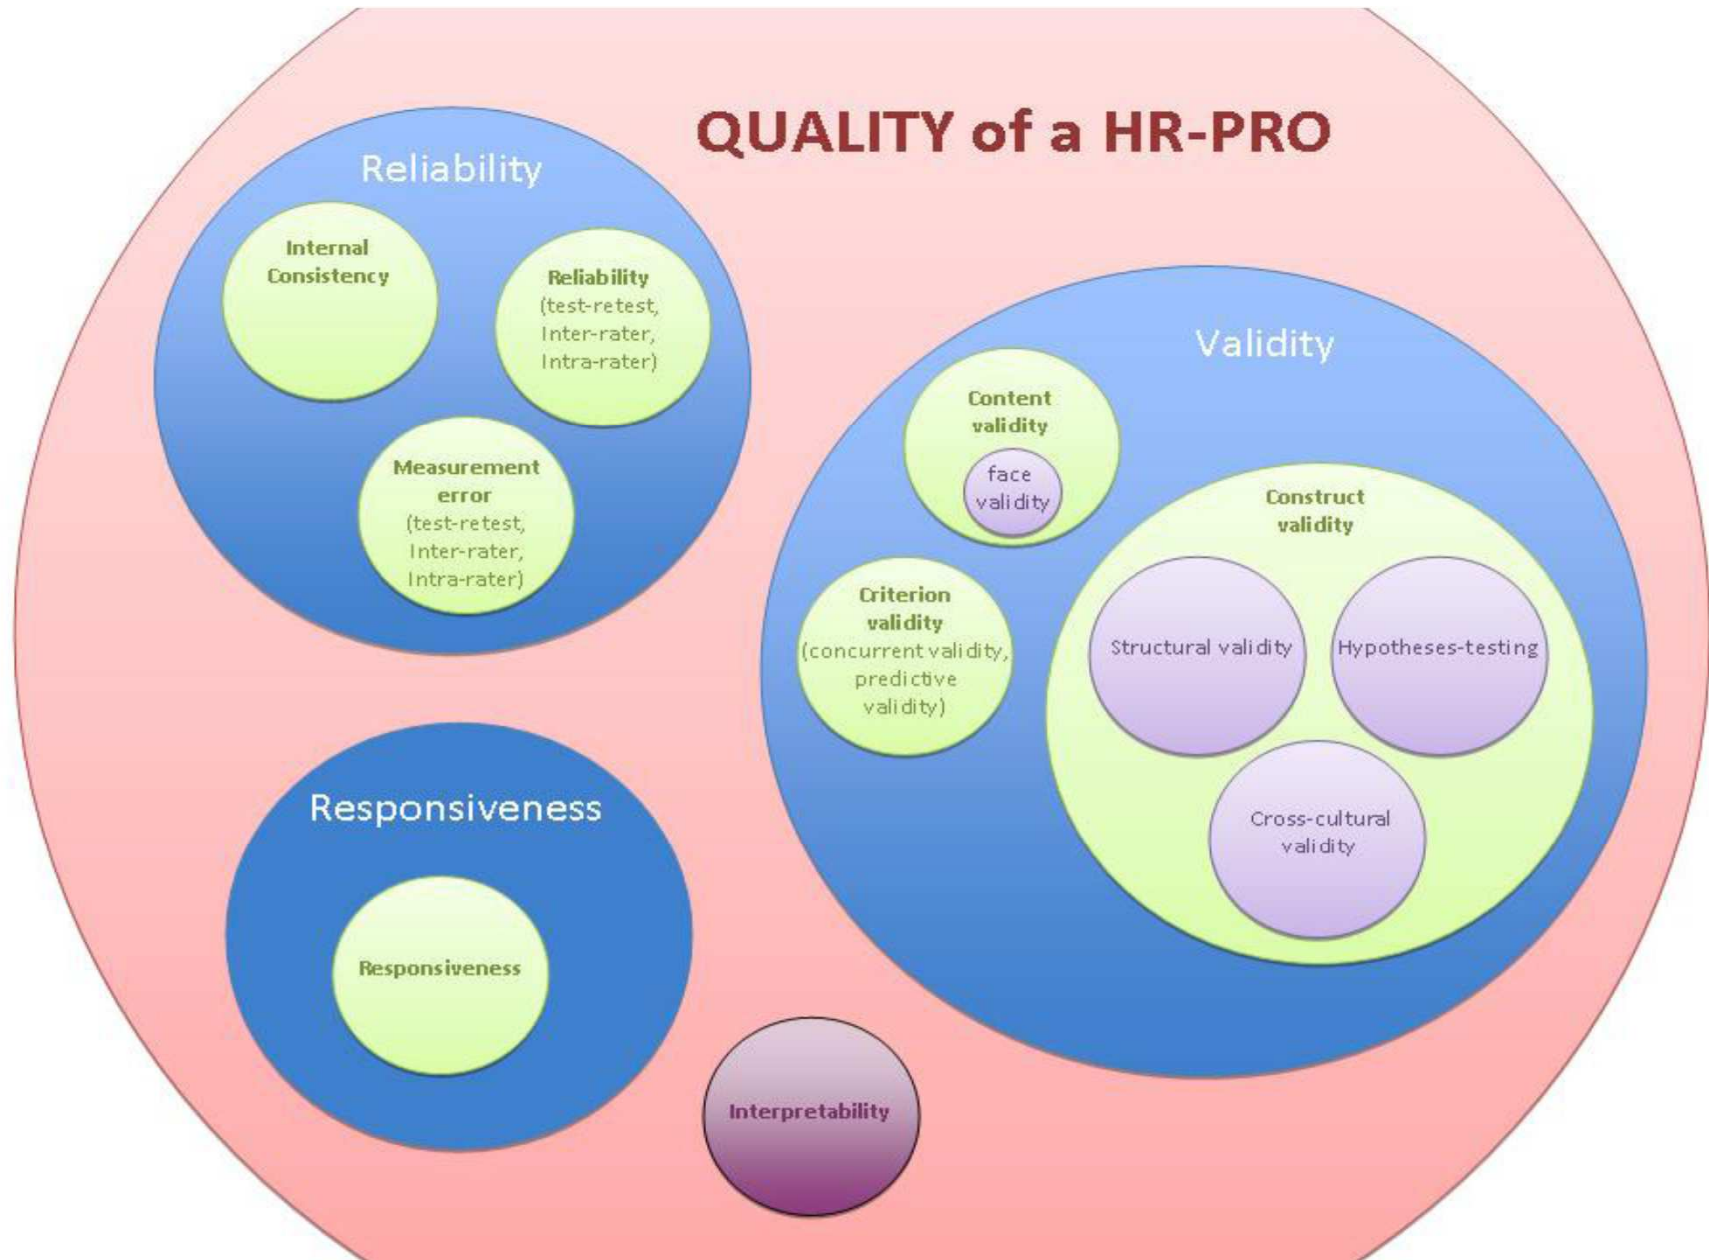 QUALITY of a HR-PRO
Reliability
Internal
Consistency
Reliability
(test-retest,
Inter-rater,
Intra-rater)
Measurement
error
(test-retest,
Inter-rater,
Intra-rater)
Validity
Content
validity
face
validity
Criterion
validity
(concurrent validity,
predictive
validity)
Construct
validity
Structural validity
Hypotheses-testing
Cross-cultural
validity
Responsiveness
Responsiveness
Interpretability